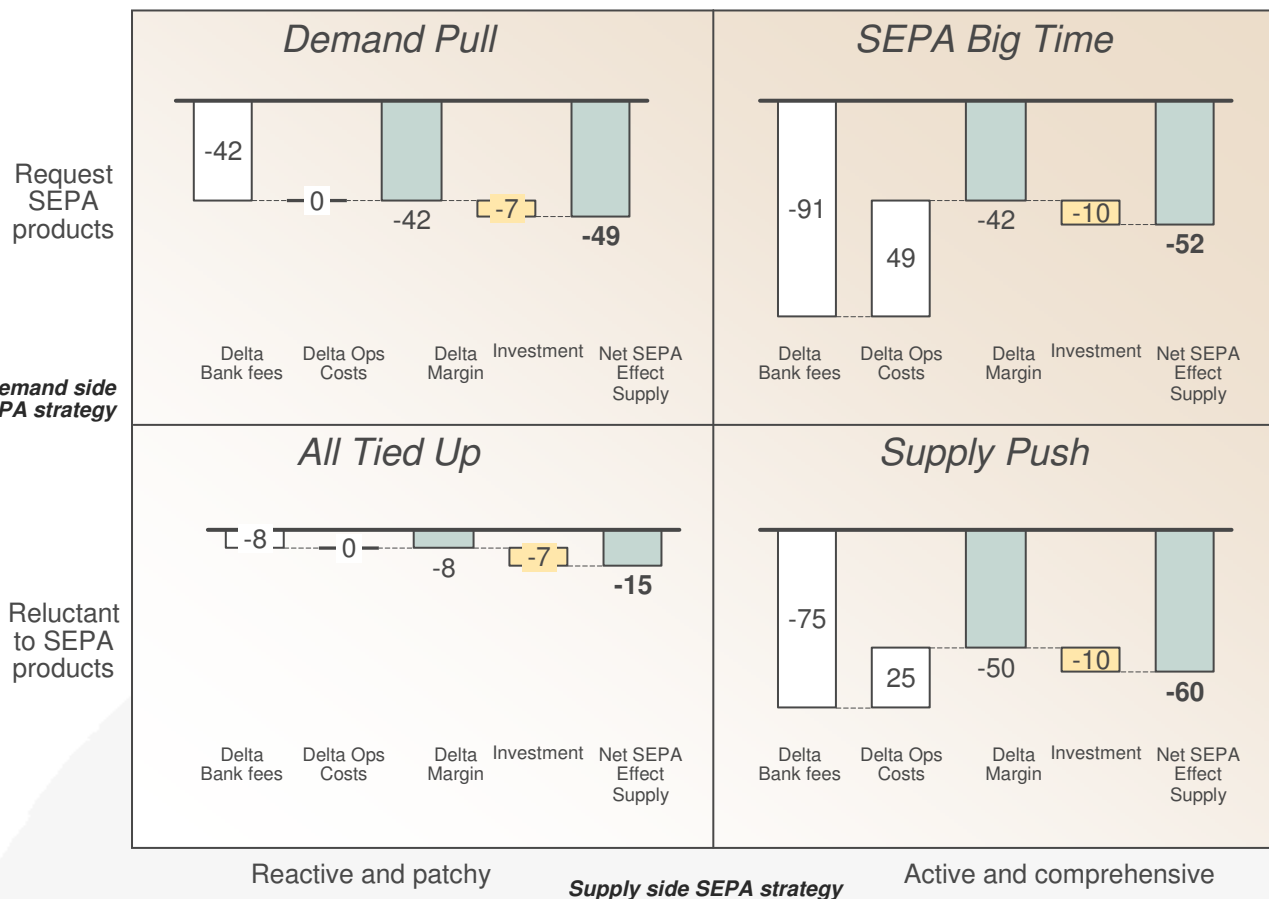 Demand Pull
-42
0
-42
-7
-49
Delta
Bank fees
Delta Ops
Costs
Delta
Margin
Investment
Net SEPA
Effect
Supply
SEPA Big Time
-91
49
-42
-10
-52
Delta
Bank fees
Delta Ops
Costs
Delta
Margin
Investment
Net SEPA
Effect
Supply
Request
SEPA
products
emand side
PA strategy
All Tied Up
-8
0
-8
-7
-15
Delta
Bank fees
Delta Ops
Costs
Delta
Margin
Investment
Net SEPA
Effect
Supply
Supply Push
-75
25
-50
-10
-60
Delta
Bank fees
Delta Ops
Costs
Delta
Margin
Investment
Net SEPA
Effect
Supply
Reluctant
to SEPA
products
Reactive and patchy
Supply side SEPA strategy
Active and comprehensive